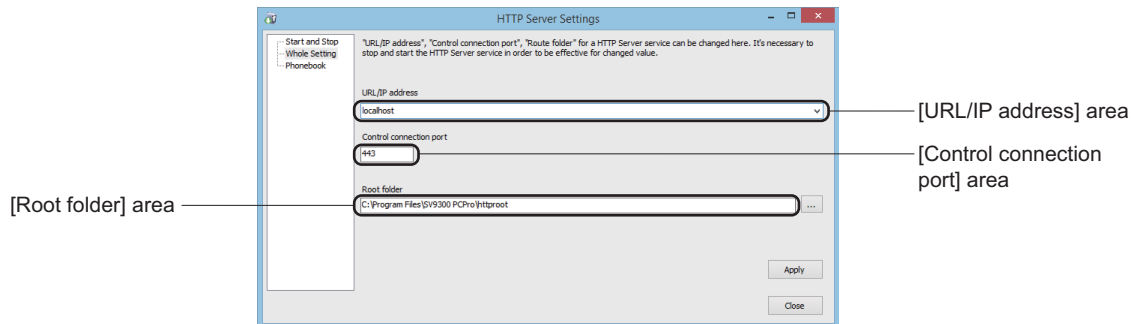 HTTP Server Settings
Start and Stop
Whole Setting
Phonebook
"URL/IP address", "Control connection port", "Route folder" for a HTTP Server service can be changed here. It's necessary to
stop and start the HTTP Server service in order to be effective for changed value.
URL/IP address
localhost
[URL/IP address] area
Control connection port
443
[Control connection
port] area
Root folder
[Root folder] area
C:\Program Files\SV9300 PCPro\httproot
...
Apply
Close